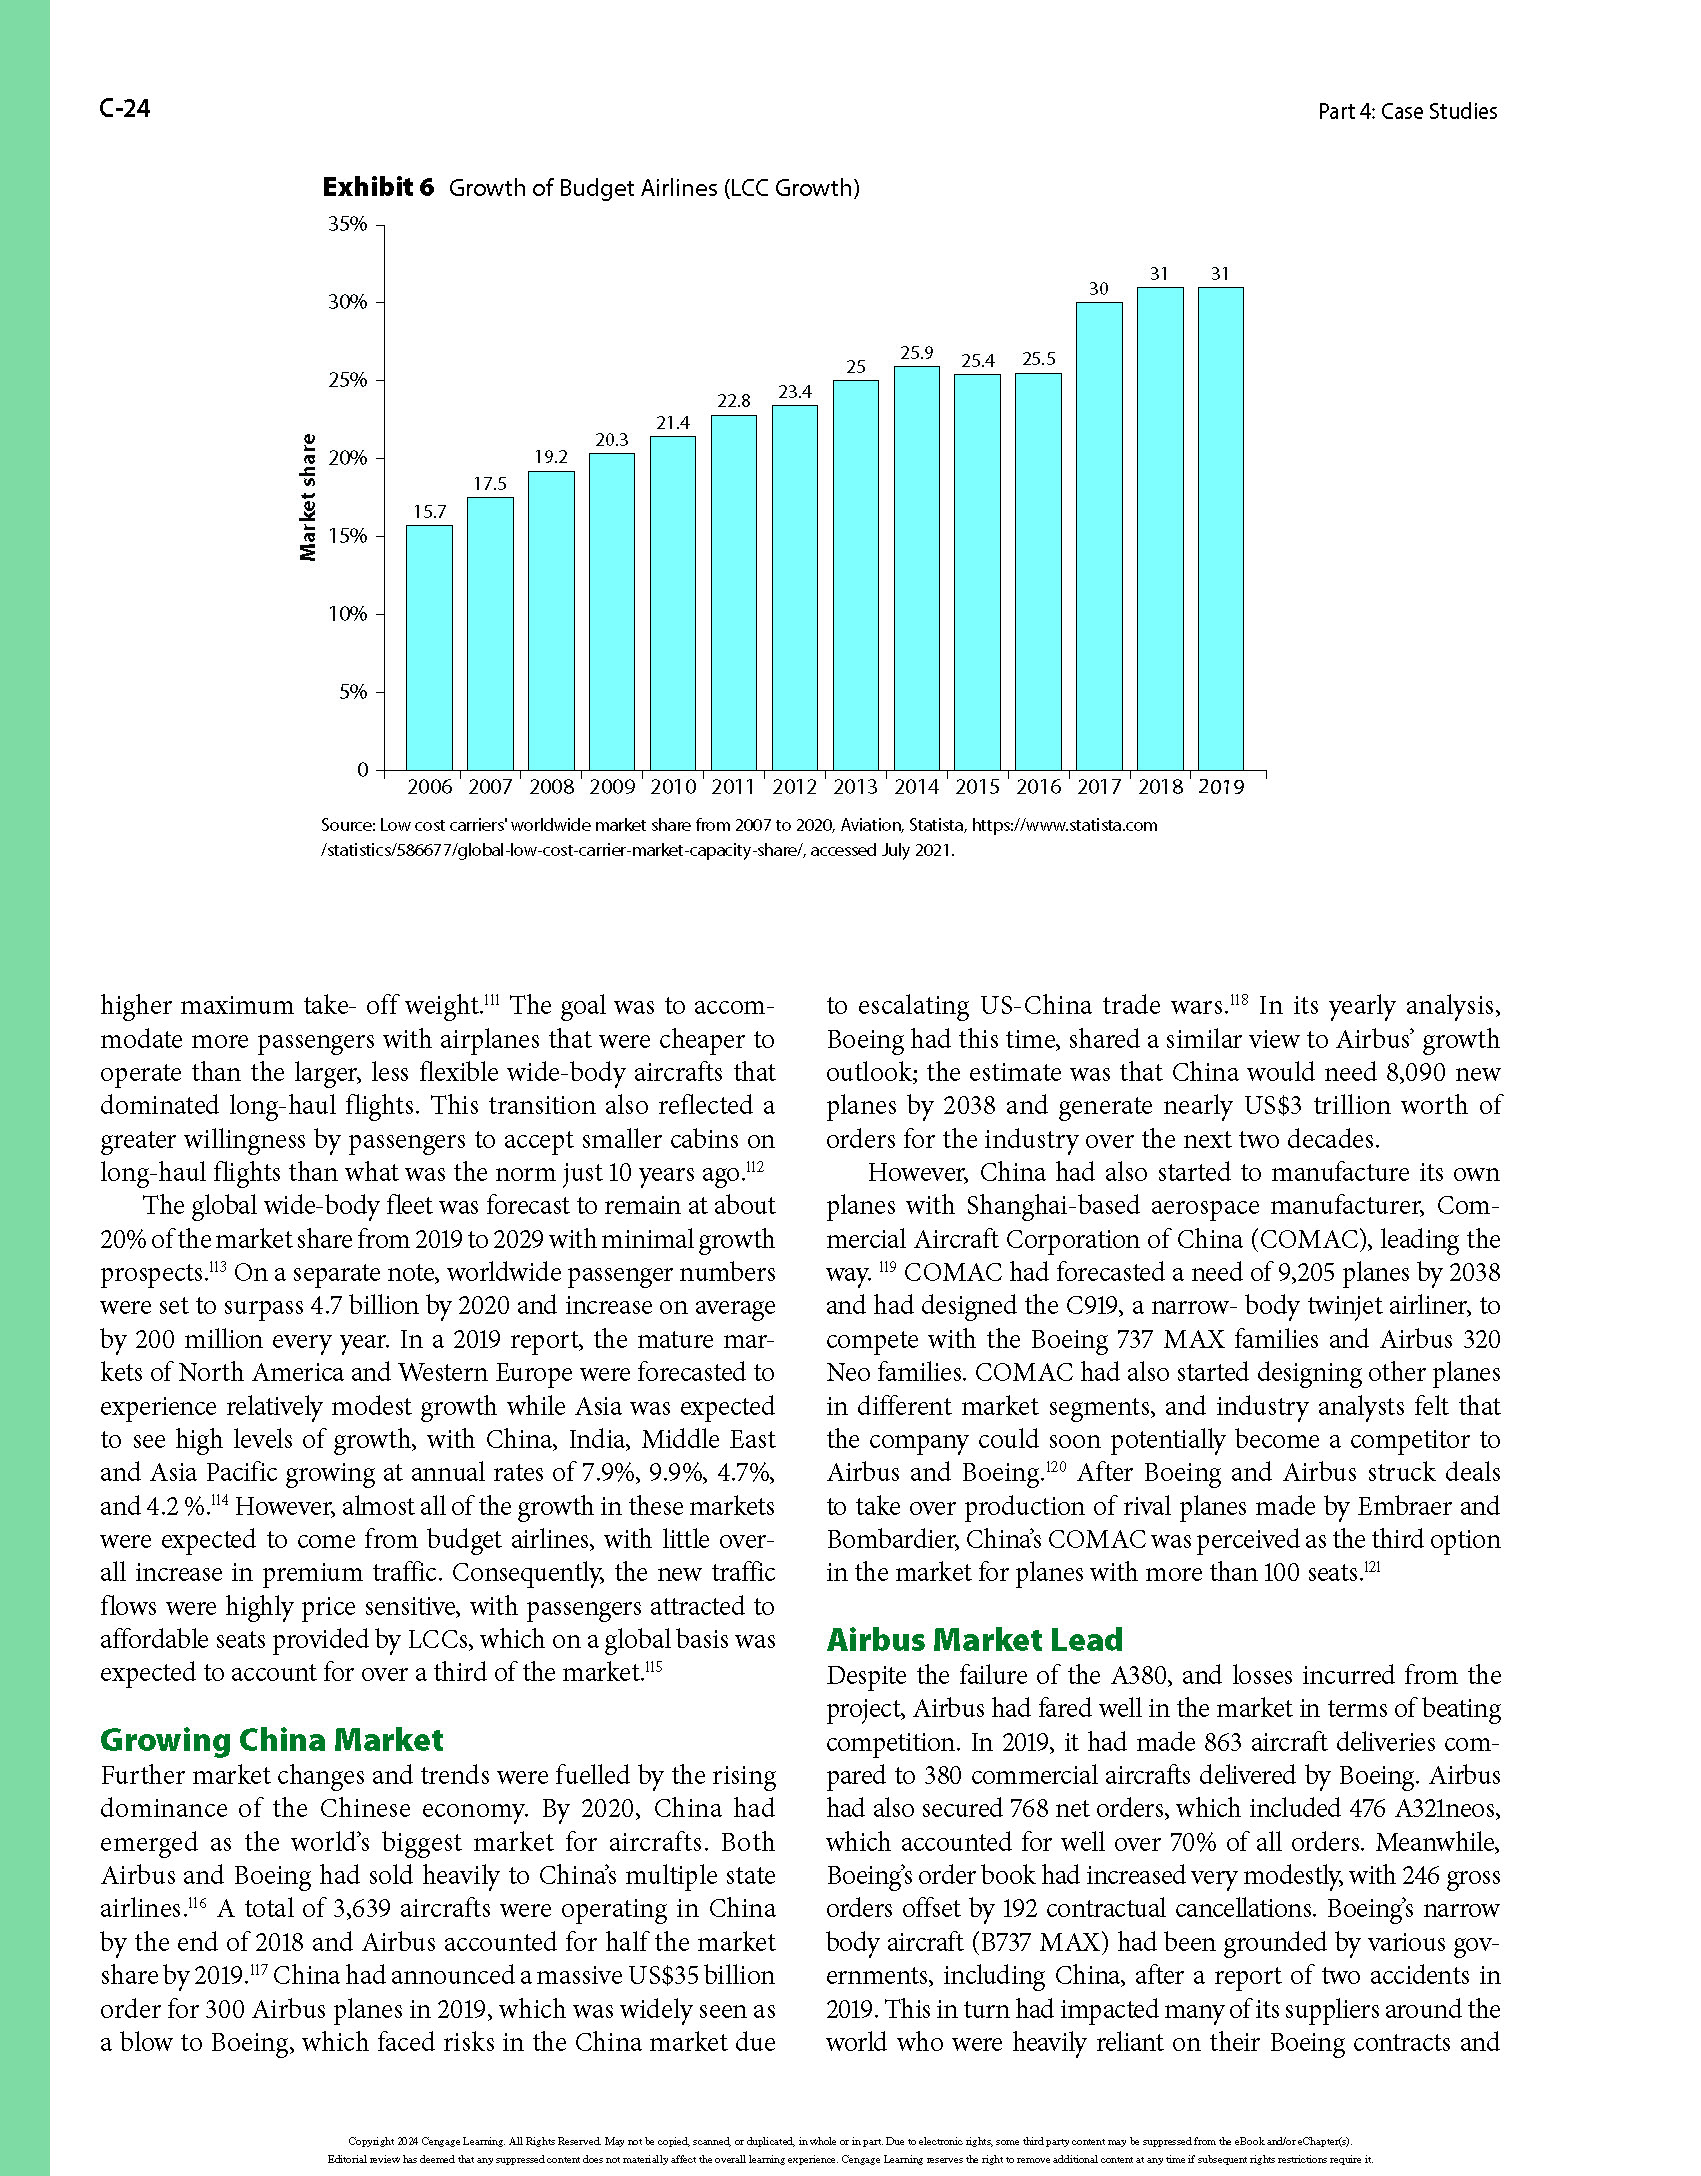 C-24
Part 4: Case Studies
Exhibit 6 Growth of Budget Airlines (LCC Growth)
35%
30%
25%
20%
15%
10%
5%
0
Market share
15.7
17.5
19.2
20.3
21.4
22.8
23.4
25
25.9
25.4
25.5
30
31
31
2006 2007 2008 2009 2010 2011 2012 2013 2014 2015 2016 2017 2018 2019
Source: Low cost carriers' worldwide market share from 2007 to 2020, Aviation, Statista, https://www.statista.com
/statistics/586677/global-low-cost-carrier-market-capacity-share/, accessed July 2021.
higher maximum take- off weight.111 The goal was to accom-
modate more passengers with airplanes that were cheaper to
operate than the larger, less flexible wide-body aircrafts that
dominated long-haul flights. This transition also reflected a
greater willingness by passengers to accept smaller cabins on
long-haul flights than what was the norm just 10 years ago.112
The global wide-body fleet was forecast to remain at about
20% of the market share from 2019 to 2029 with minimal growth
prospects.113 On a separate note, worldwide passenger numbers
were set to surpass 4.7 billion by 2020 and increase on average
by 200 million every year. In a 2019 report, the mature mar-
kets of North America and Western Europe were forecasted to
experience relatively modest growth while Asia was expected
to see high levels of growth, with China, India, Middle East
and Asia Pacific growing at annual rates of 7.9%, 9.9%, 4.7%,
and 4.2 %.114 However, almost all of the growth in these markets
were expected to come from budget airlines, with little over-
all increase in premium traffic. Consequently, the new traffic
flows were highly price sensitive, with passengers attracted to
affordable seats provided by LCCs, which on a global basis was
expected to account for over a third of the market.115
Growing China Market
Further market changes and trends were fuelled by the rising
dominance of the Chinese economy. By 2020, China had
emerged as the world's biggest market for aircrafts. Both
Airbus and Boeing had sold heavily to China's multiple state
airlines.116 A total of 3,639 aircrafts were operating in China
by the end of 2018 and Airbus accounted for half the market
share by 2019.117 China had announced a massive US$35 billion
order for 300 Airbus planes in 2019, which was widely seen as
a blow to Boeing, which faced risks in the China market due
to escalating US-China trade wars.118 In its yearly analysis,
Boeing had this time, shared a similar view to Airbus' growth
outlook; the estimate was that China would need 8,090 new
planes by 2038 and generate nearly US$3 trillion worth of
orders for the industry over the next two decades.
However, China had also started to manufacture its own
planes with Shanghai-based aerospace manufacturer, Com-
mercial Aircraft Corporation of China (COMAC), leading the
way. 119 COMAC had forecasted a need of 9,205 planes by 2038
and had designed the C919, a narrow- body twinjet airliner, to
compete with the Boeing 737 MAX families and Airbus 320
Neo families. COMAC had also started designing other planes
in different market segments, and industry analysts felt that
the company could soon potentially become a competitor to
Airbus and Boeing.120 After Boeing and Airbus struck deals
to take over production of rival planes made by Embraer and
Bombardier, China's COMAC was perceived as the third option
in the market for planes with more than 100 seats.121
Airbus Market Lead
Despite the failure of the A380, and losses incurred from the
project, Airbus had fared well in the market in terms of beating
competition. In 2019, it had made 863 aircraft deliveries com-
pared to 380 commercial aircrafts delivered by Boeing. Airbus
had also secured 768 net orders, which included 476 A321neos,
which accounted for well over 70% of all orders. Meanwhile,
Boeing's order book had increased very modestly, with 246 gross
orders offset by 192 contractual cancellations. Boeing's narrow
body aircraft (B737 MAX) had been grounded by various gov-
ernments, including China, after a report of two accidents in
2019. This in turn had impacted many of its suppliers around the
world who were heavily reliant on their Boeing contracts and
Copyright 2024 Cengage Learning. All Rights Reserved. May not be copied, scanned, or duplicated, in whole or in part. Due to electronic rights, some third party content may be suppressed from the eBook and/or eChapter(s).
Editorial review has deemed that any suppressed content does not materially affect the overall learning experience. Cengage Learning reserves the right to remove additional content at any time if subsequent rights restrictions require it.